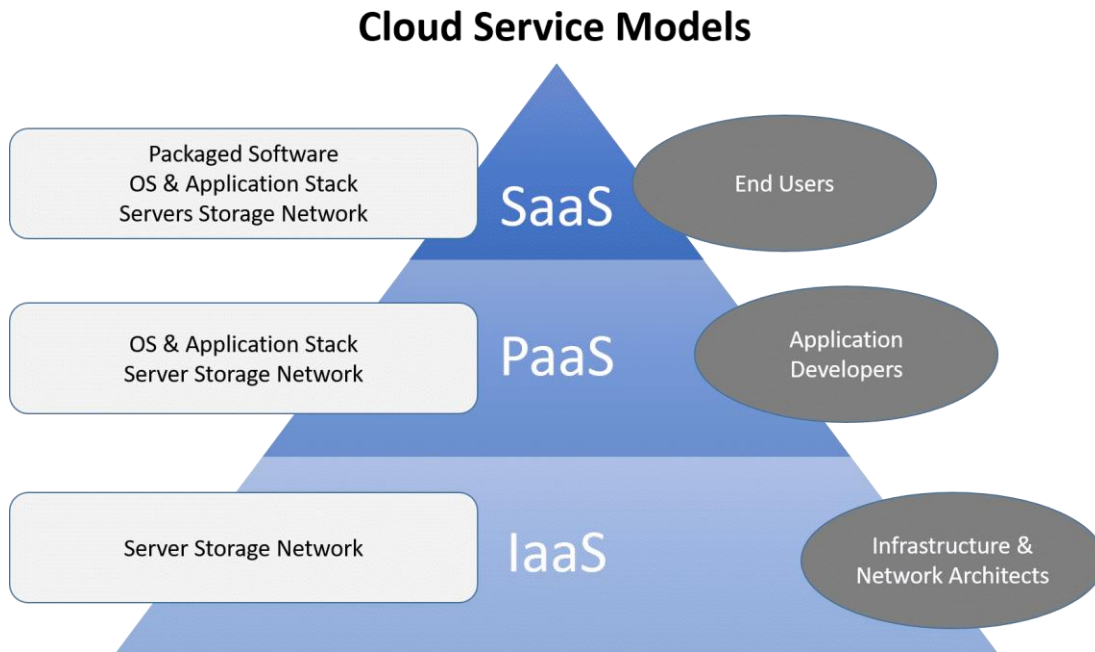 Cloud Service Models
Packaged Software
OS & Application Stack
Servers Storage Network
SaaS
End Users
OS & Application Stack
Server Storage Network
PaaS
Application
Developers
Server Storage Network
IaaS
Infrastructure &
Network Architects